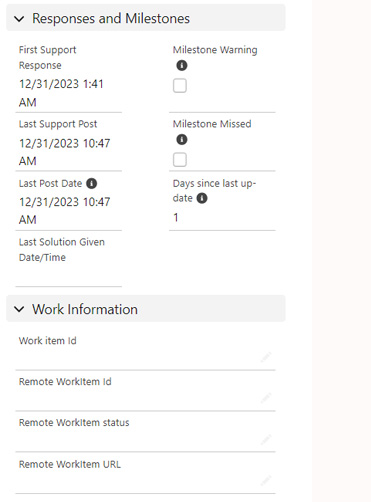 Responses and Milestones
First Support
Response
12/31/2023 1:41
AM
Milestone Warning
Last Support Post
12/31/2023 10:47
AM
Milestone Missed
Last Post Date
12/31/2023 10:47
AM
Days since last up-
date
1
Last Solution Given
Date/Time
Work Information
Work item Id
Remote WorkItem Id
Remote WorkItem status
Remote WorkItem URL